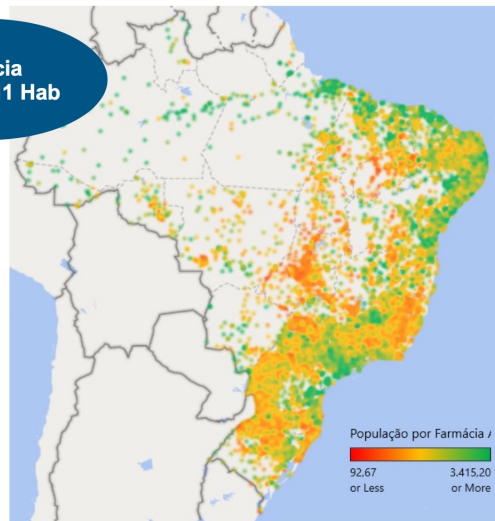 cia
1 Hab
População por Farmácia /
92,67 3.415,20
or Less or More